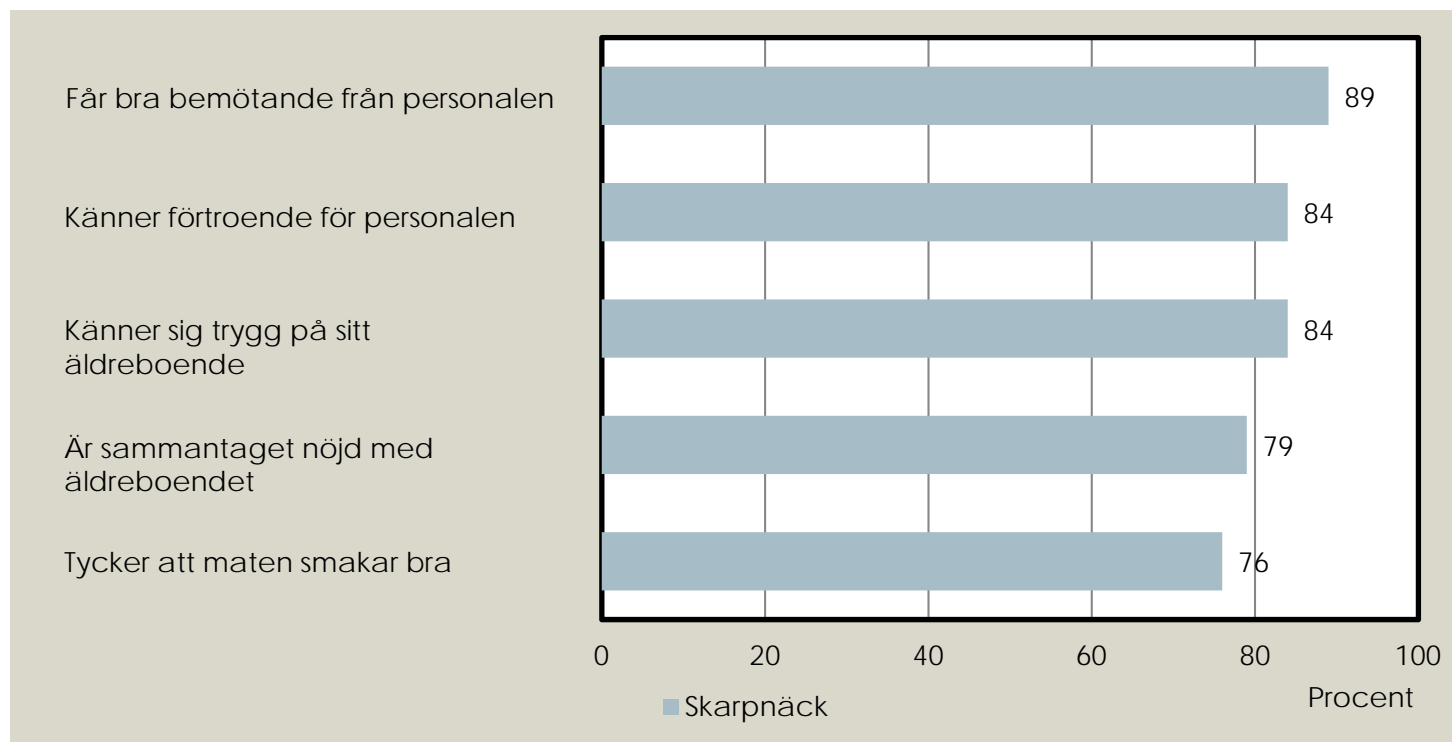 Får bra bemötande från personalen
89
Känner förtroende för personalen
84
Känner sig trygg på sitt
äldreboende
84
Är sammantaget nöjd med
äldreboendet
79
Tycker att maten smakar bra
76
0 20 40 60 80 100
Skarpnäck
Procent